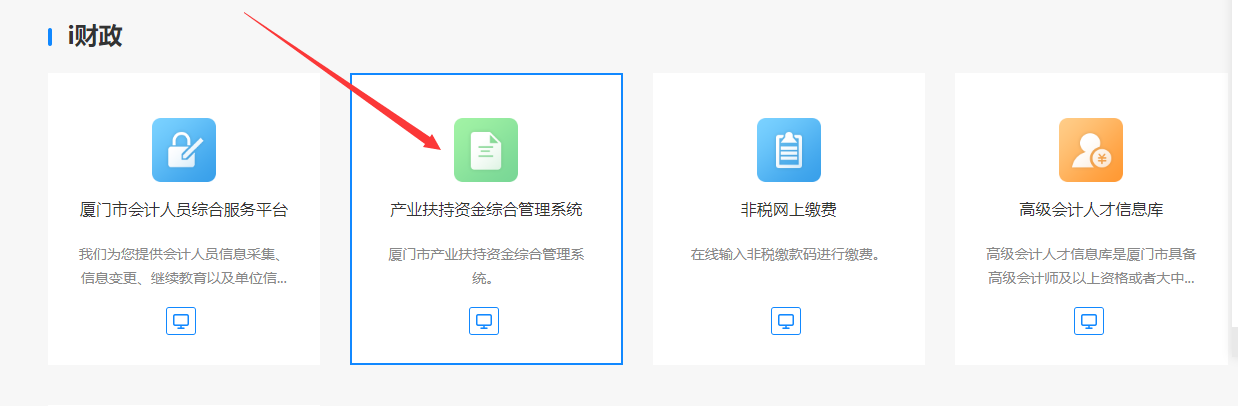 i财政
厦门市会计人员综合服务平台
我们为您提供会计人员信息采集、
信息变更、继续教育以及单位信...
产业扶持资金综合管理系统
厦门市产业扶持资金综合管理系
统。
非税网上缴费
在线输入非税缴款码进行缴费。
高级会计人才信息库
高级会计人才信息库是厦门市具备
高级会计师及以上资格或者大中...